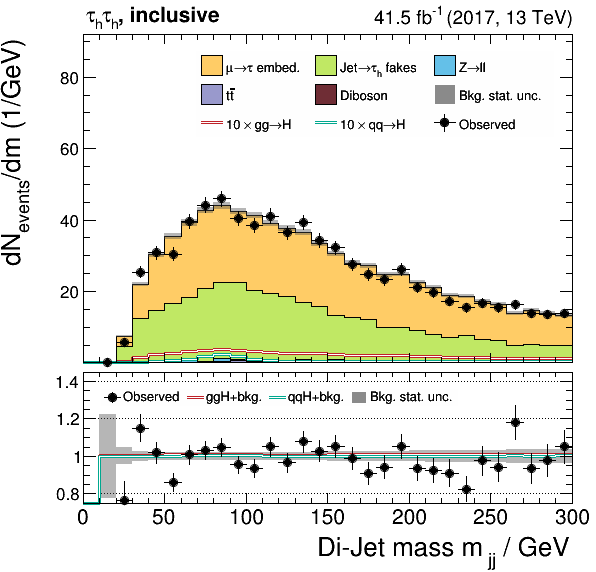 τhτh, inclusive 41.5 fb⁻¹ (2017, 13 TeV)
dNevents/dm (1/GeV)
80
60
40
20
μ→τ embed. Jet→τh fakes Z→ll
tt̄ Diboson Bkg. stat. unc.
10 × gg→H 10 × qq→H Observed
1.4
1.2
1
0.8
Observed ggH+bkg. qqH+bkg. Bkg. stat. unc.
0 50 100 150 200 250 300
Di-Jet mass m jj / GeV